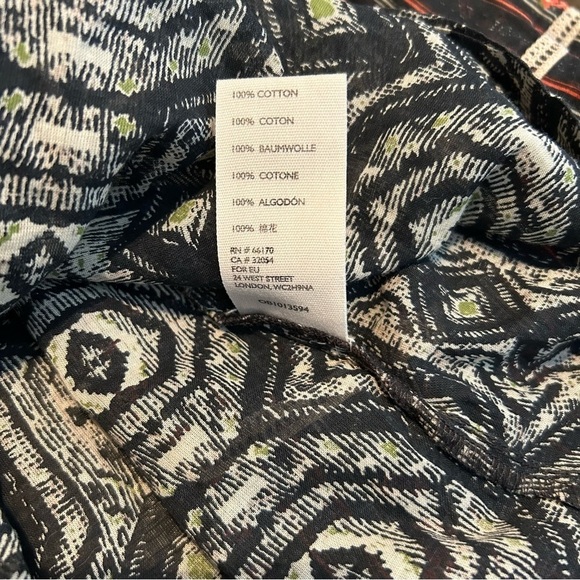 100% COTTON
100% COTON
100% BAUMWOLLE
100% COTONE
100% ALGODÓN
100% 棉花
RN # 66170
CA # 32054
FOR EU
24 WEST STREET
LONDON, WC2H9NA
OB1013594